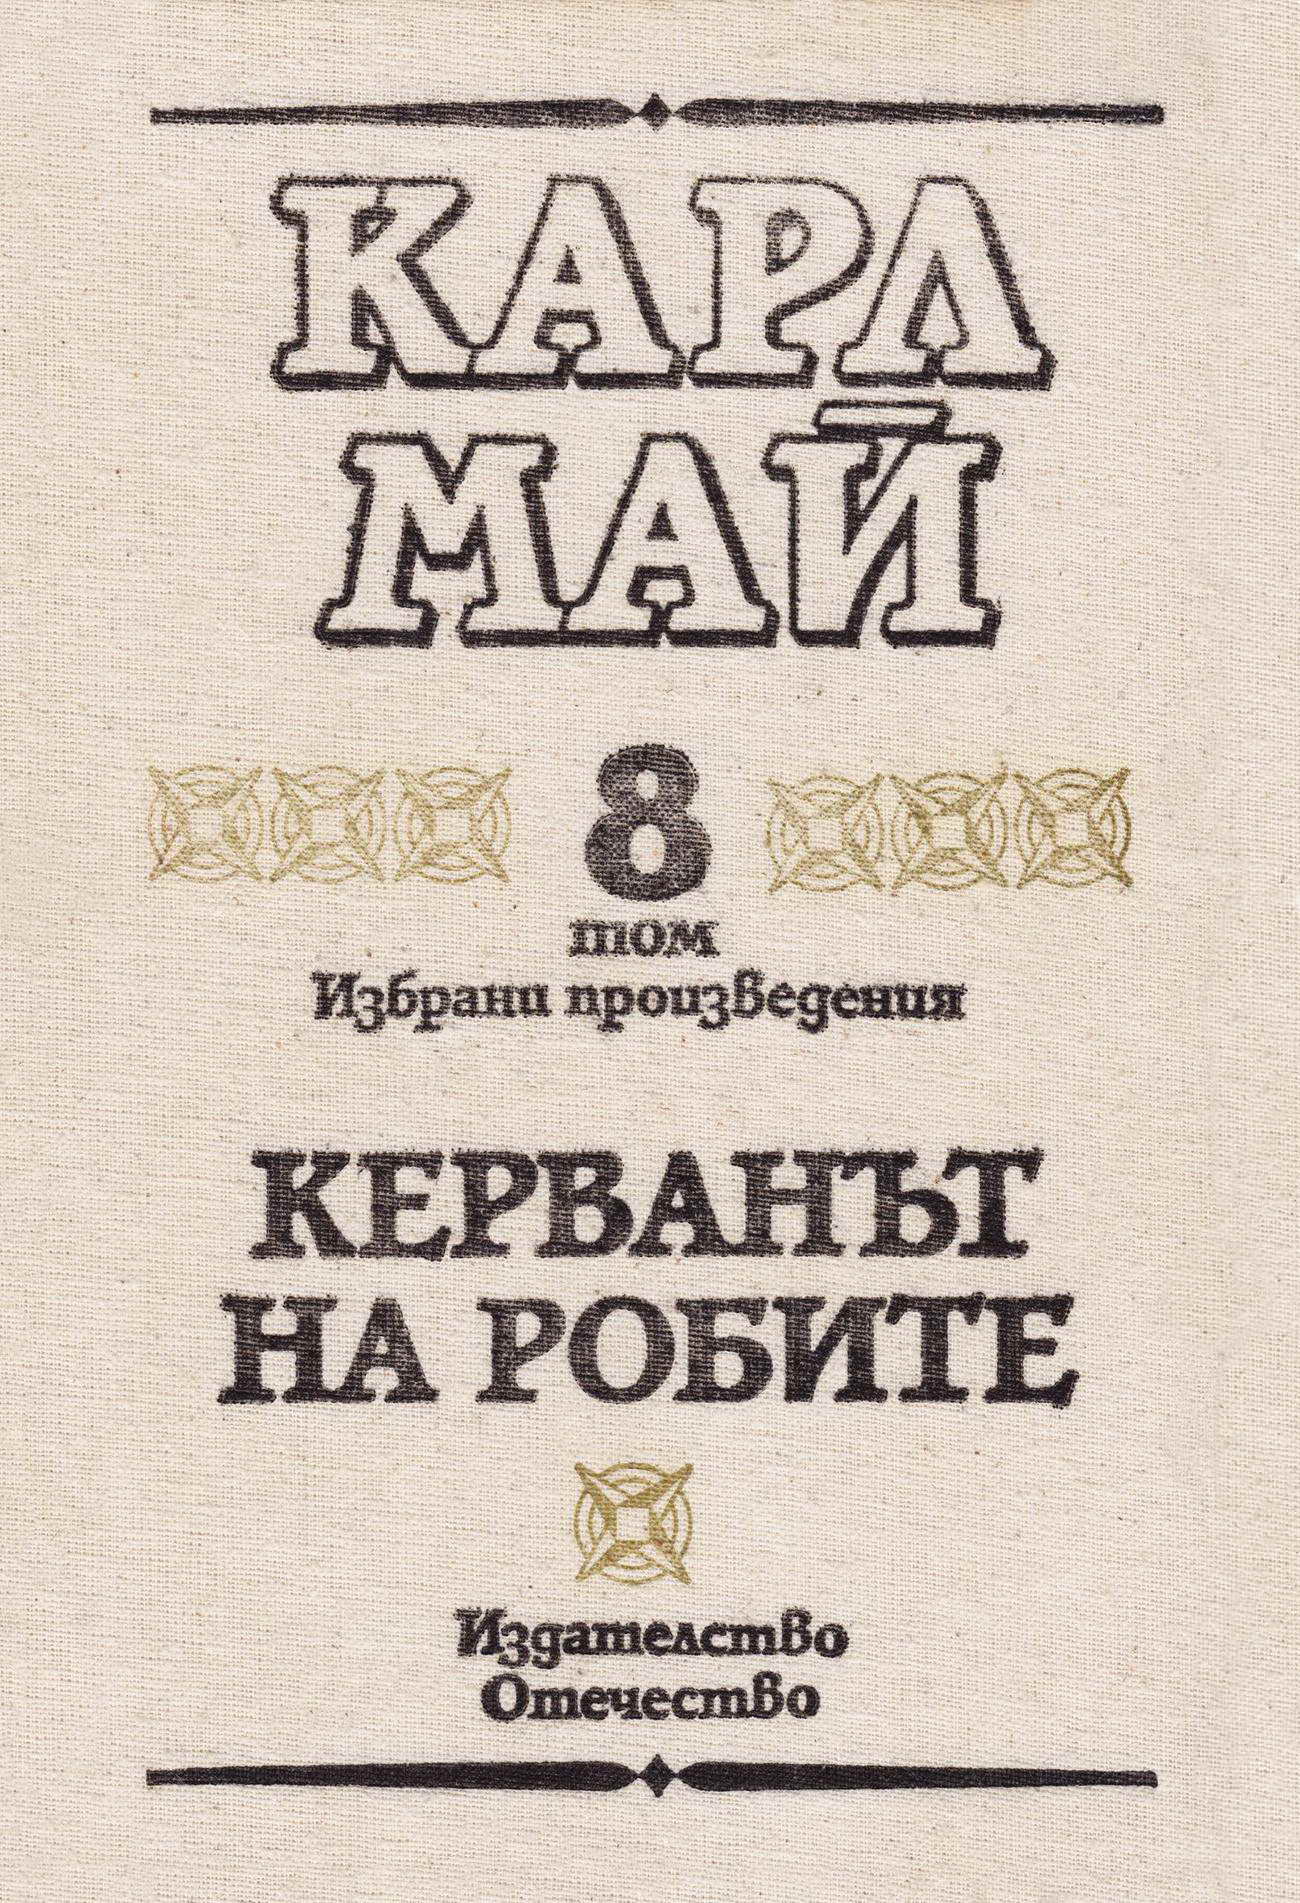 КАРЛ
МАЙ
8
том
Избрани произведения
КЕРВАНЪТ
НА РОБИТЕ
Издателство
Отечество